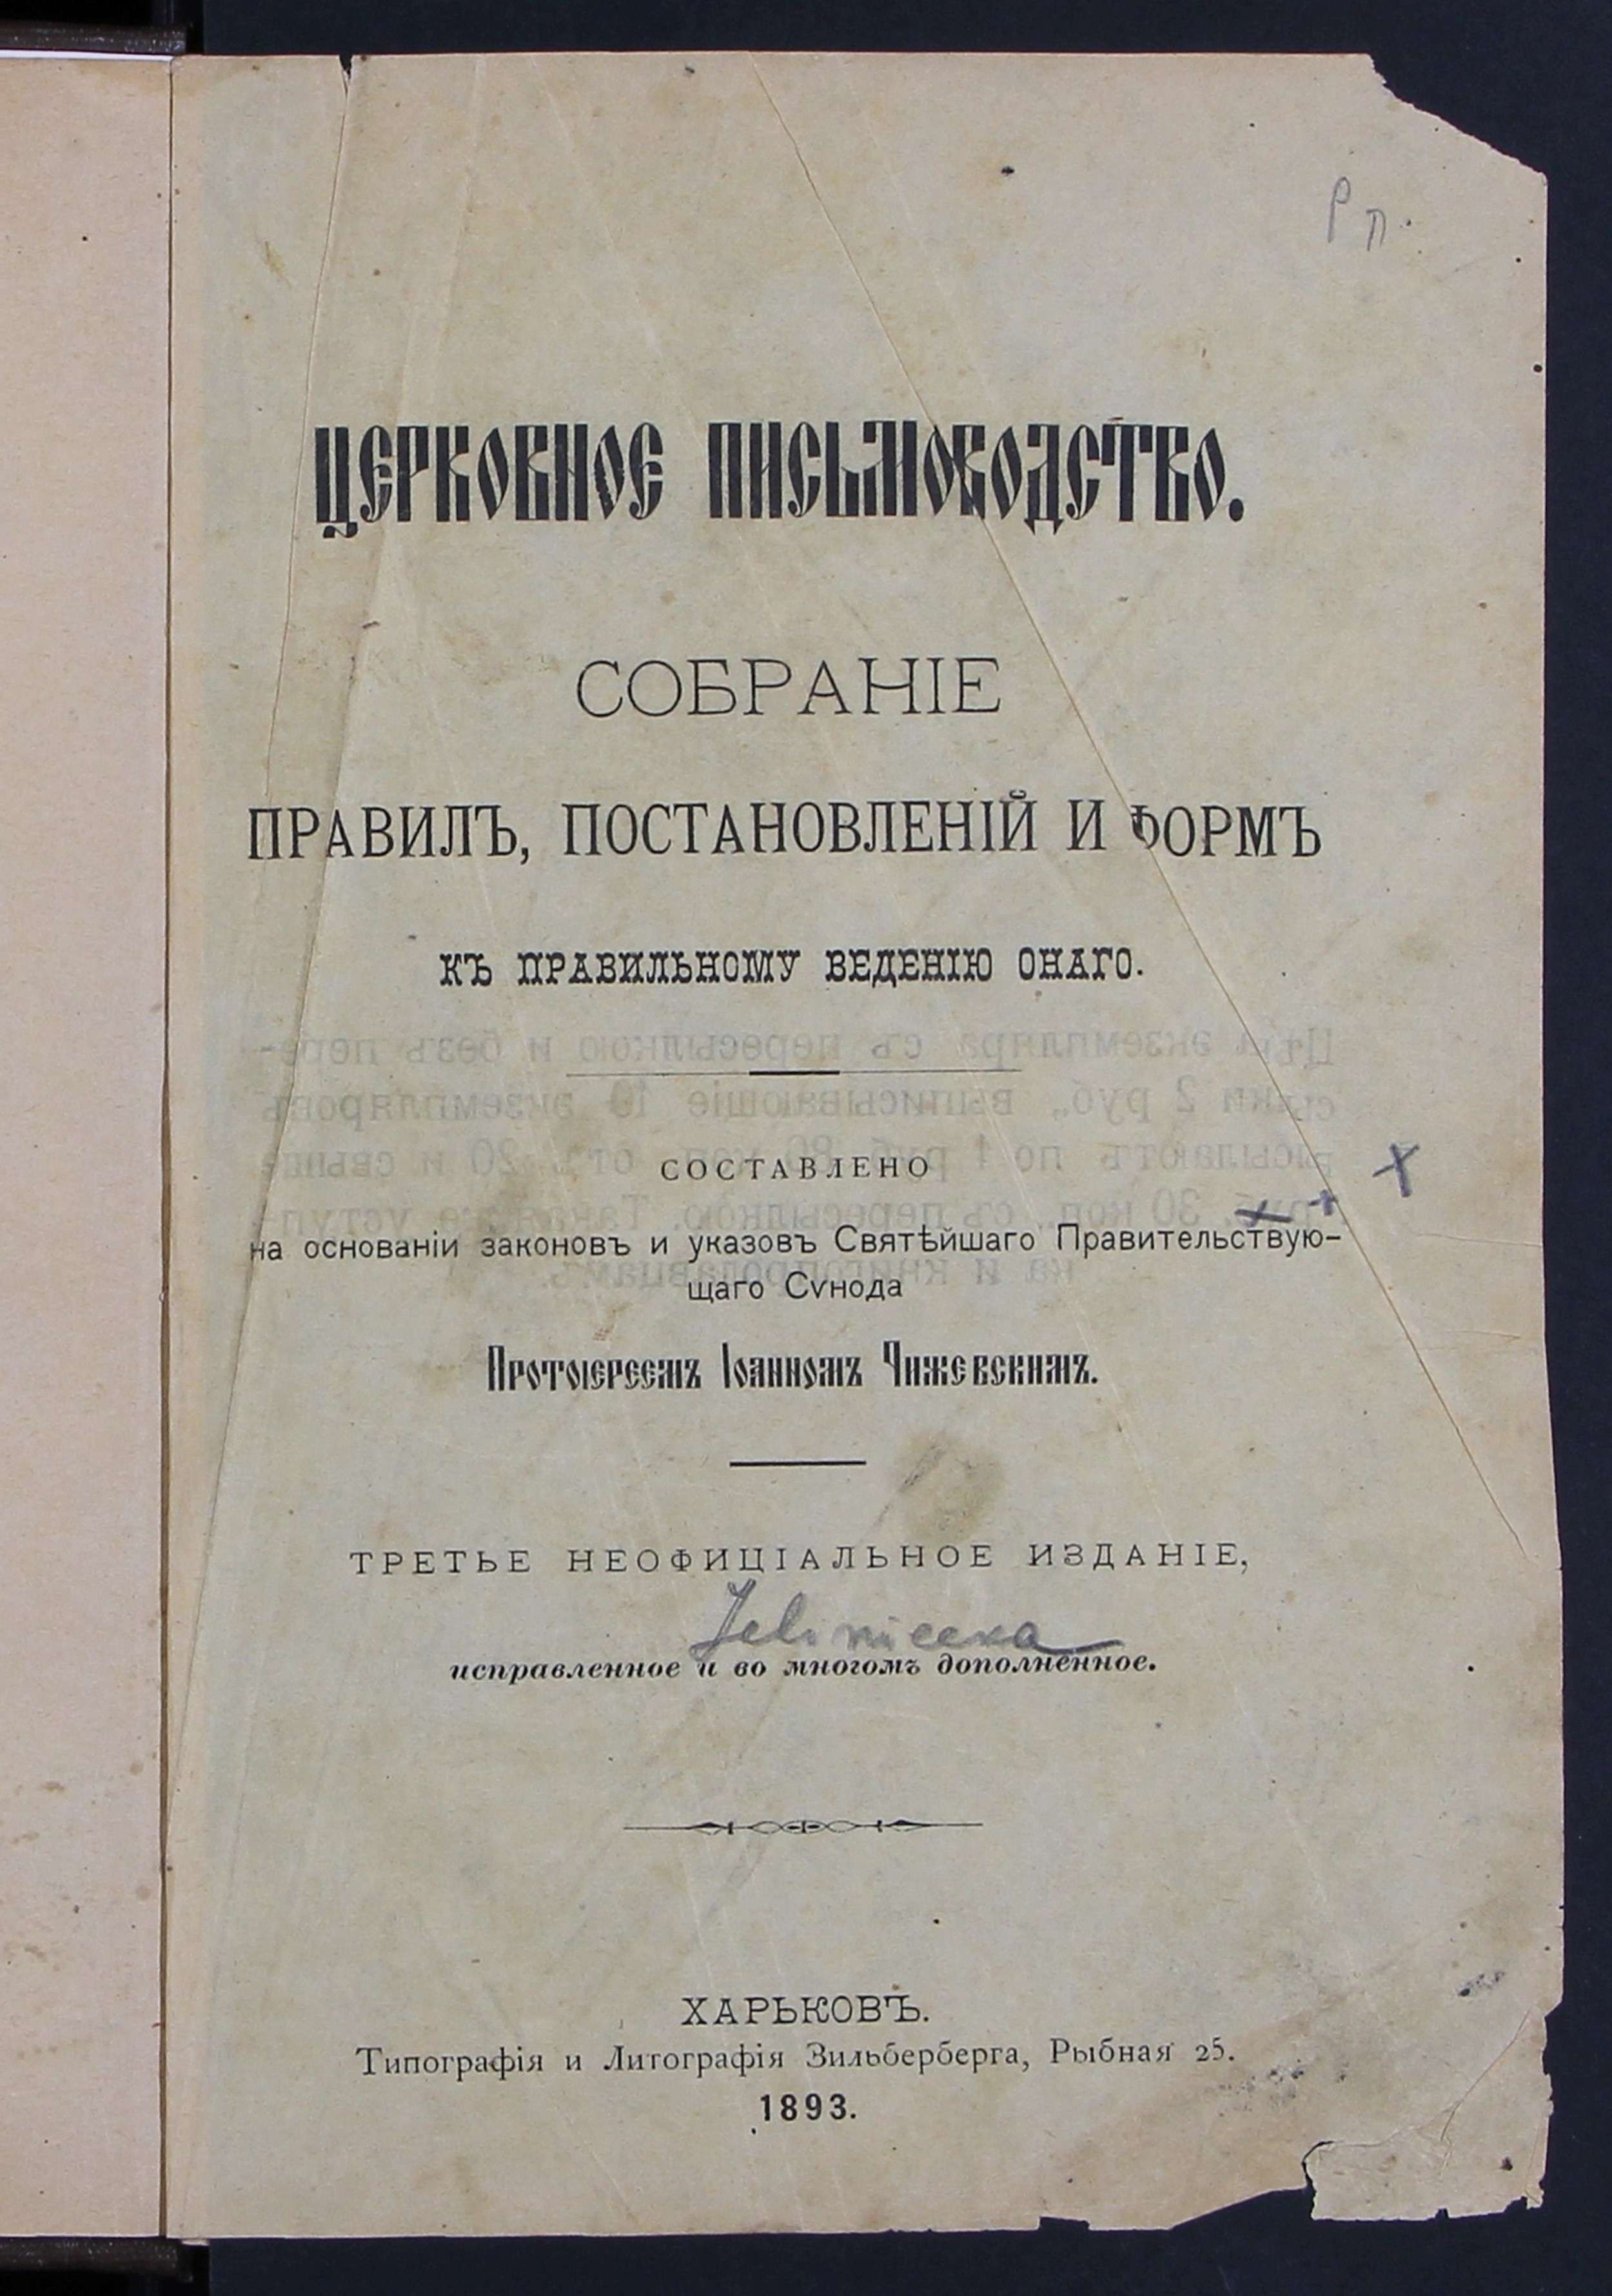 Р П.
ЦЕРКОВНОЕ ПИСЬМОВОДСТВО.
СОБРАНІЕ
ПРАВИЛЪ, ПОСТАНОВЛЕНІЙ И ФОРМЪ
КЪ ПРАВИЛЬНОМУ ВЕДЕНІЮ ОНАГО.
СОСТАВЛЕНО
на основаніи законовъ и указовъ Святѣйшаго Правительствую-
щаго Сѵнода
Протоіереемъ Іоанномъ Чижевскимъ.
ТРЕТЬЕ НЕОФИЦІАЛЬНОЕ ИЗДАНІЕ,
исправленное и во многомъ дополненное.
ХАРЬКОВЪ.
Типографія и Литографія Зильберберга, Рыбная 25.
1893.